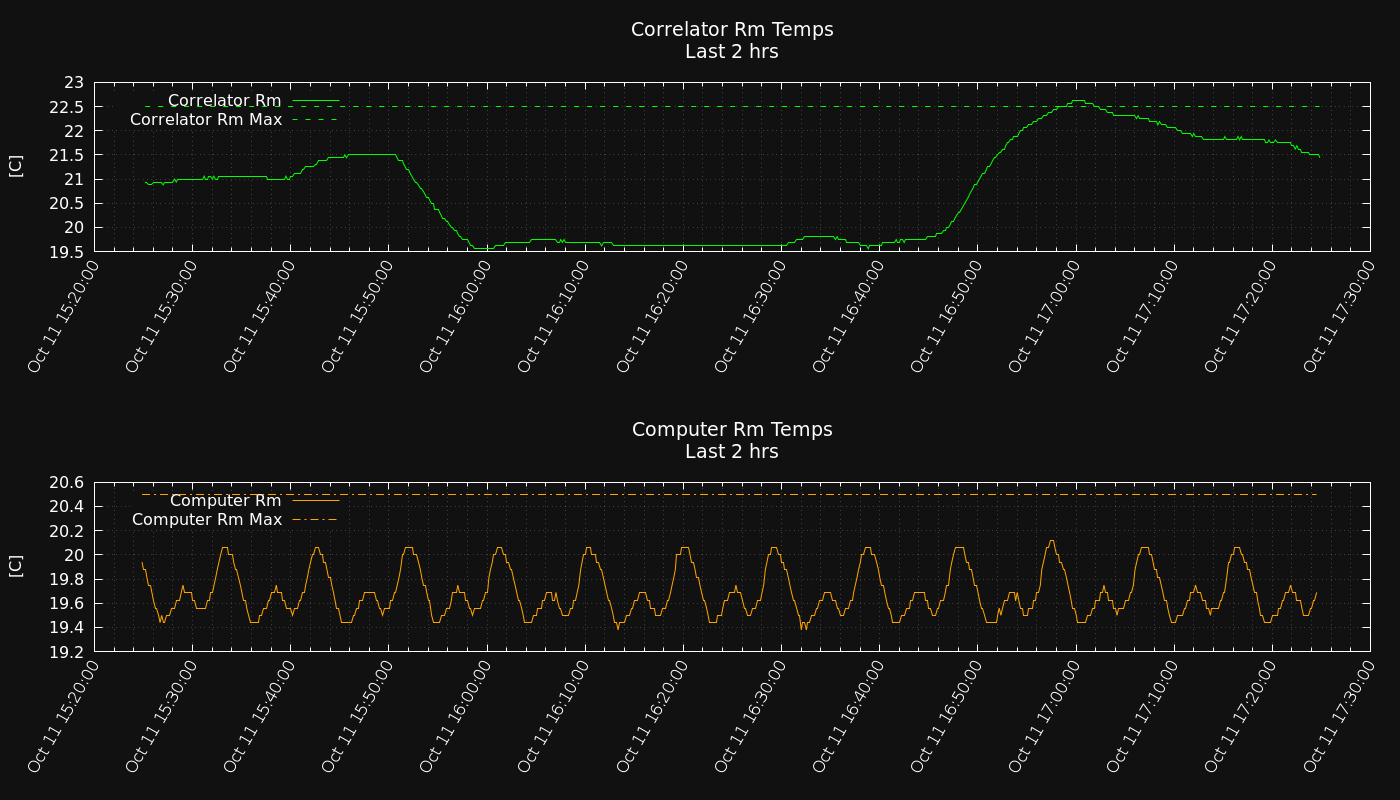 Correlator Rm Temps
Last 2 hrs
[C]
23
22.5
22
21.5
21
20.5
20
19.5
Correlator Rm
Correlator Rm Max
Oct 11 15:20:00
Oct 11 15:30:00
Oct 11 15:40:00
Oct 11 15:50:00
Oct 11 16:00:00
Oct 11 16:10:00
Oct 11 16:20:00
Oct 11 16:30:00
Oct 11 16:40:00
Oct 11 16:50:00
Oct 11 17:00:00
Oct 11 17:10:00
Oct 11 17:20:00
Oct 11 17:30:00
Computer Rm Temps
Last 2 hrs
[C]
20.6
20.4
20.2
20
19.8
19.6
19.4
19.2
Computer Rm
Computer Rm Max
Oct 11 15:20:00
Oct 11 15:30:00
Oct 11 15:40:00
Oct 11 15:50:00
Oct 11 16:00:00
Oct 11 16:10:00
Oct 11 16:20:00
Oct 11 16:30:00
Oct 11 16:40:00
Oct 11 16:50:00
Oct 11 17:00:00
Oct 11 17:10:00
Oct 11 17:20:00
Oct 11 17:30:00